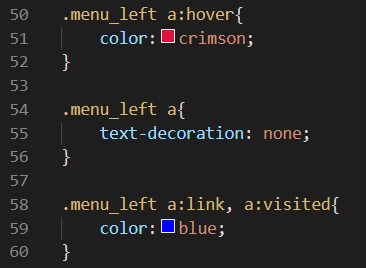 50 .menu_left a:hover{
51     color: crimson;
52 }
53
54 .menu_left a{
55     text-decoration: none;
56 }
57
58 .menu_left a:link, a:visited{
59     color: blue;
60 }